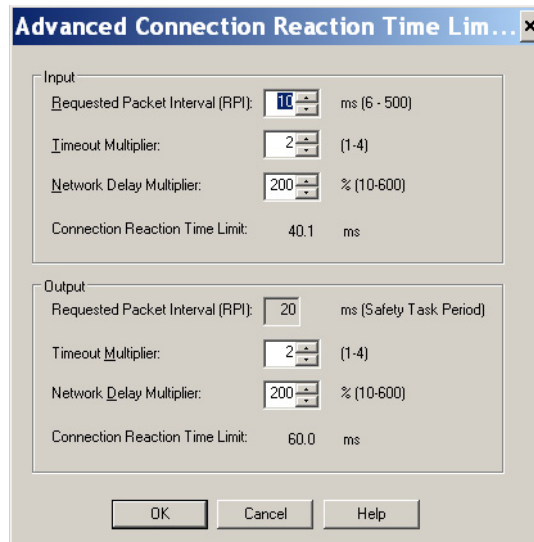 Advanced Connection Reaction Time Lim...
Input
Requested Packet Interval (RPI): 10 ms (6 - 500)
Timeout Multiplier: 2 (1-4)
Network Delay Multiplier: 200 % (10-600)
Connection Reaction Time Limit: 40.1 ms
Output
Requested Packet Interval (RPI): 20 ms (Safety Task Period)
Timeout Multiplier: 2 (1-4)
Network Delay Multiplier: 200 % (10-600)
Connection Reaction Time Limit: 60.0 ms
OK Cancel Help